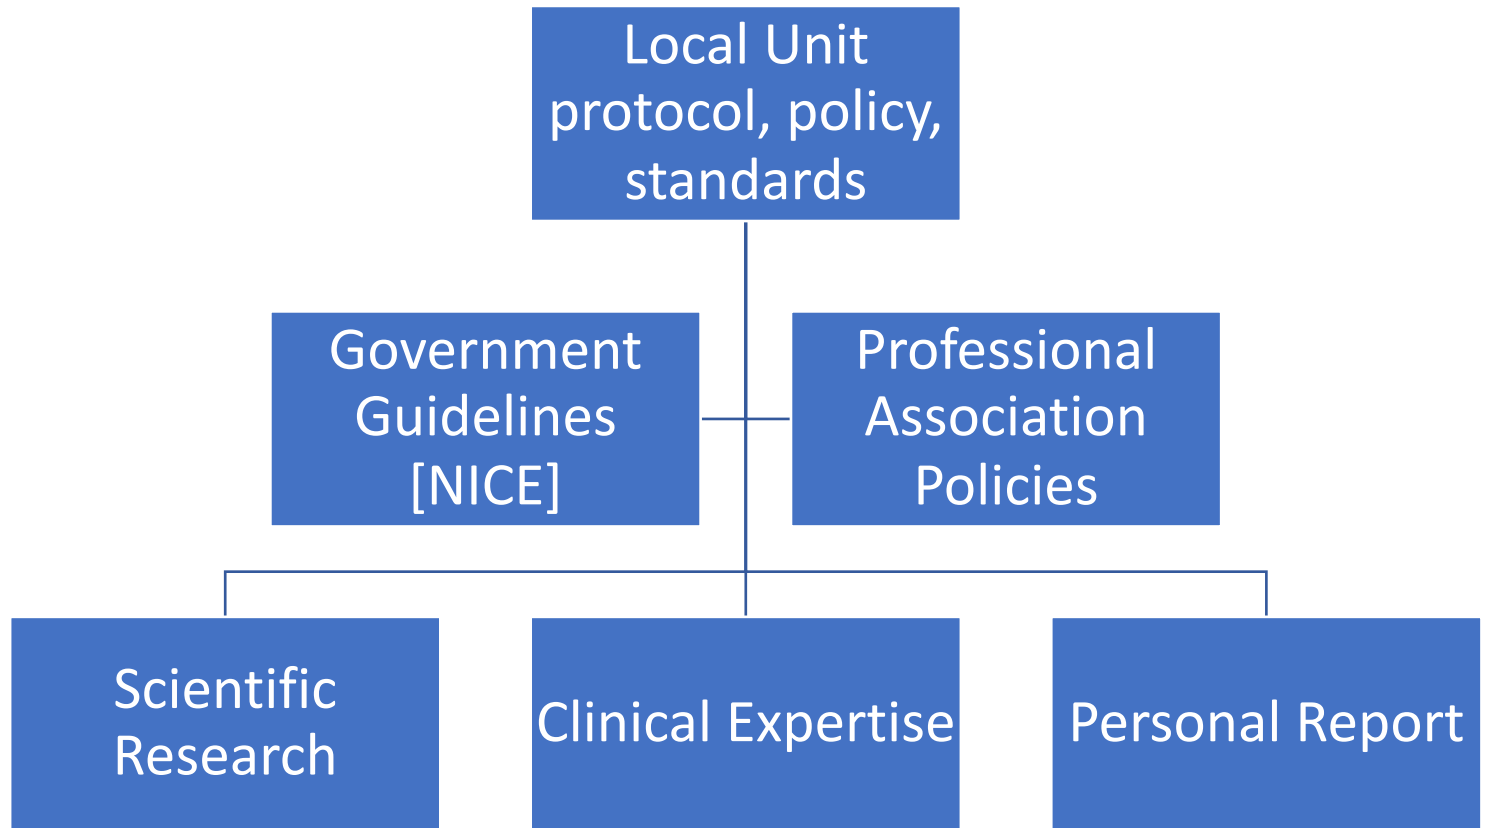 Local Unit
protocol, policy,
standards
Government
Guidelines
[NICE]
Professional
Association
Policies
Scientific
Research
Clinical Expertise
Personal Report